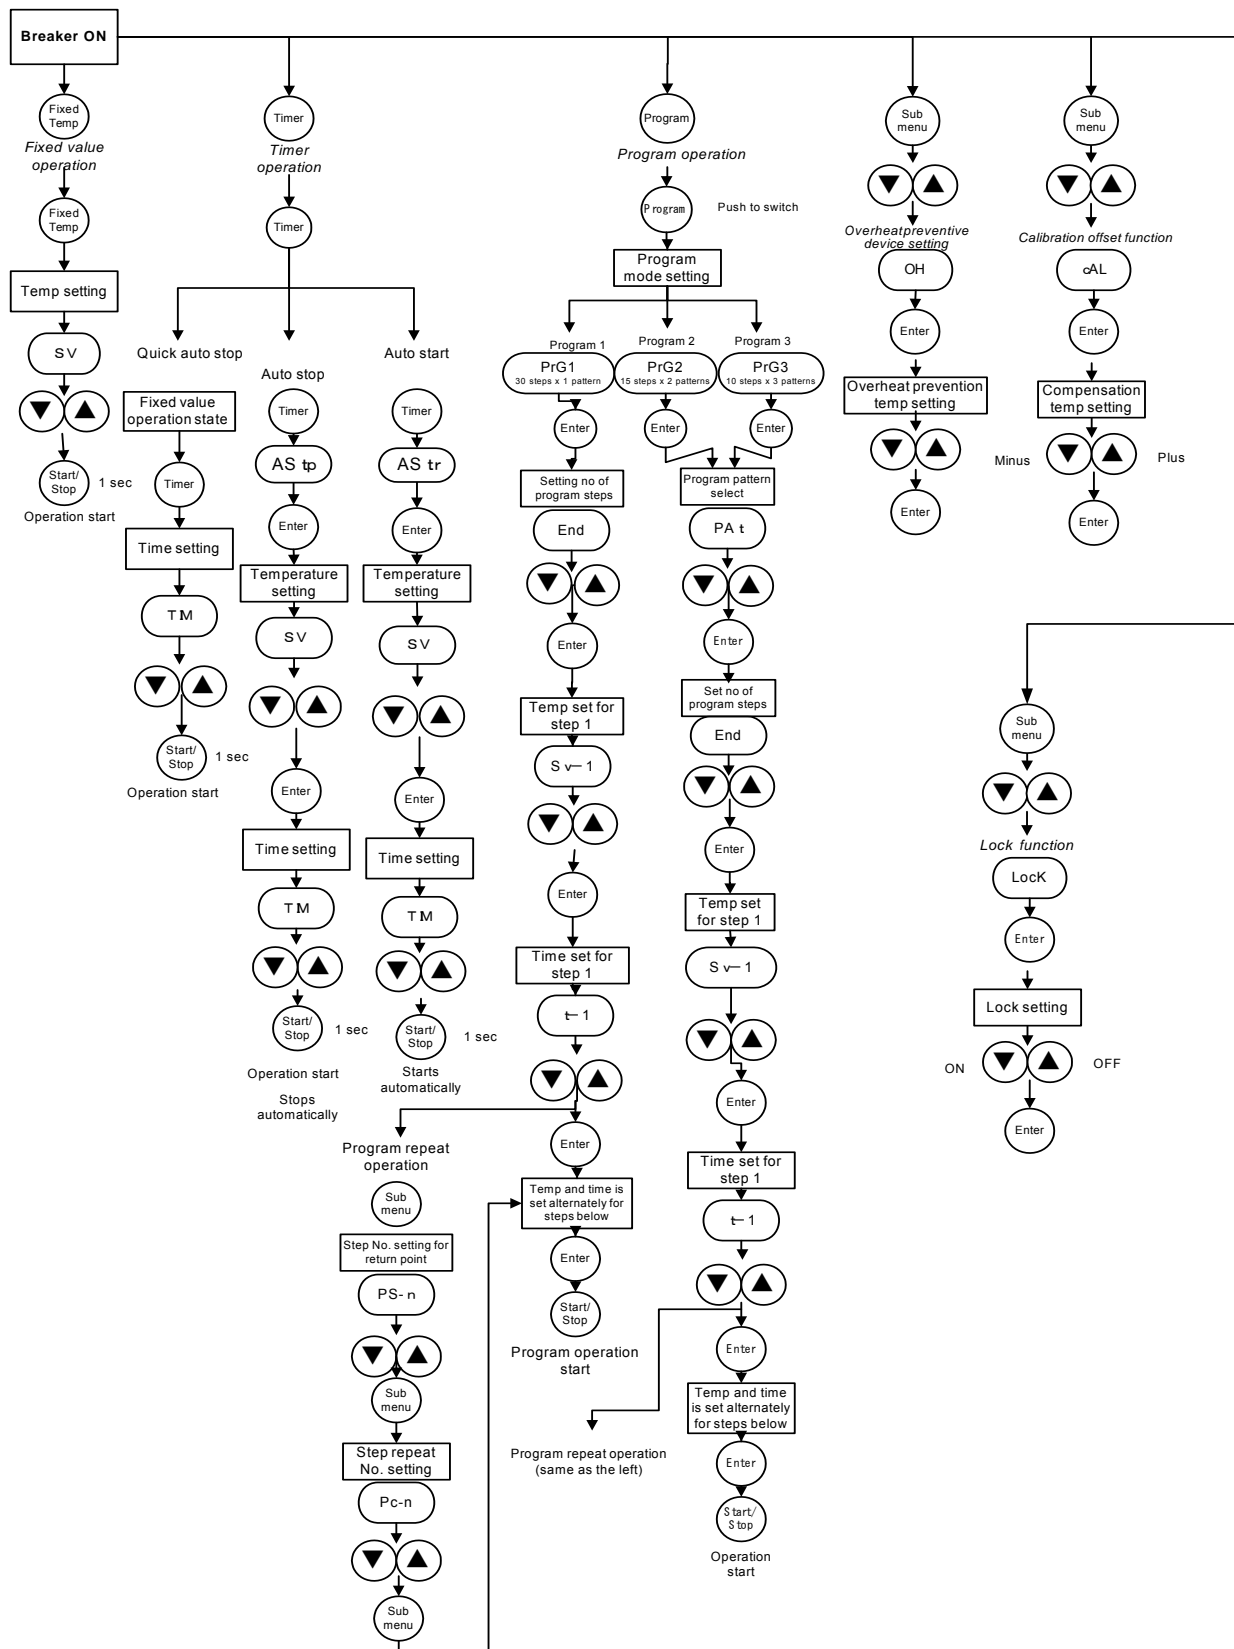 Breaker ON
Fixed
Temp
Fixed value
operation
Fixed
Temp
Temp setting
SV
▼ ▲
Start/
Stop
1 sec
Operation start
Timer
Timer
operation
Timer
Quick auto stop
Fixed value
operation state
Timer
Time setting
TIM
▼ ▲
Start/
Stop
1 sec
Operation start
Auto stop
Timer
AS tp
Enter
Temperature
setting
SV
▼ ▲
Enter
Time setting
TIM
▼ ▲
Start/
Stop
1 sec
Operation start
Stops
automatically
Auto start
Timer
AS tr
Enter
Temperature
setting
SV
▼ ▲
Enter
Time setting
TIM
▼ ▲
Start/
Stop
1 sec
Starts
automatically
Program
Program operation
Program
Push to switch
Program
mode setting
Program 1
PrG1
30 steps x 1 pattern
Enter
Setting no of
program steps
End
▼ ▲
Enter
Temp set for
step 1
Sv-1
▼ ▲
Enter
Time set for
step 1
t-1
▼ ▲
Enter
Temp and time is
set alternately for
steps below
Enter
Start/
Stop
Program operation
start
Program repeat
operation
Sub
menu
Step No. setting for
return point
PS-n
▼ ▲
Sub
menu
Step repeat
No. setting
Pc-n
▼ ▲
Sub
menu
Program 2
PrG2
15 steps x 2 patterns
Enter
Program 3
PrG3
10 steps x 3 patterns
Enter
Program pattern
select
PAt
▼ ▲
Enter
Set no of
program steps
End
▼ ▲
Enter
Temp set
for step 1
Sv-1
▼ ▲
Enter
Time set for
step 1
t-1
▼ ▲
Enter
Temp and time
is set alternately
for steps below
Enter
Start/
Stop
Operation
start
Program repeat operation
(same as the left)
Sub
menu
▼ ▲
Overheat preventive
device setting
OH
Enter
Overheat prevention
temp setting
▼ ▲
Enter
Sub
menu
▼ ▲
Calibration offset function
cAL
Enter
Compensation
temp setting
Minus ▼ ▲ Plus
Enter
Sub
menu
▼ ▲
Lock function
LocK
Enter
Lock setting
ON ▼ ▲ OFF
Enter